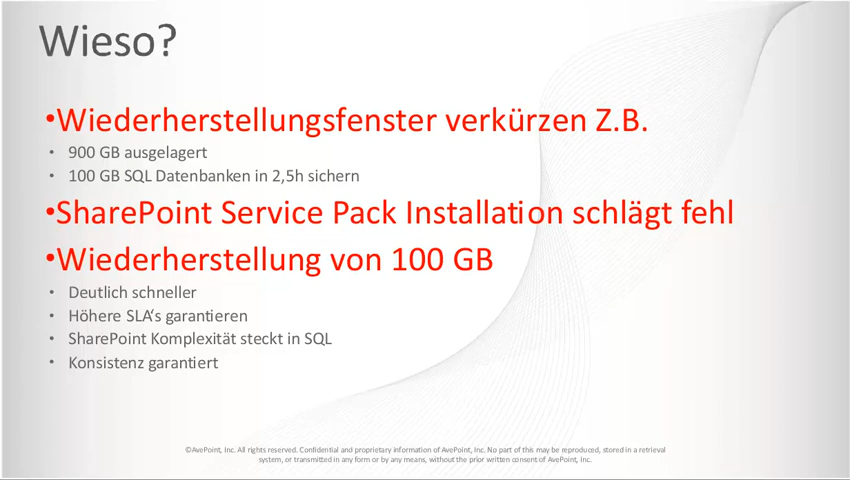 Wieso?
•Wiederherstellungsfenster verkürzen Z.B.
• 900 GB ausgelagert
• 100 GB SQL Datenbanken in 2,5h sichern
•SharePoint Service Pack Installation schlägt fehl
•Wiederherstellung von 100 GB
• Deutlich schneller
• Höhere SLA‘s garantieren
• SharePoint Komplexität steckt in SQL
• Konsistenz garantiert
©AvePoint, Inc. All rights reserved. Confidential and proprietary information of AvePoint, Inc. No part of this may be reproduced, stored in a retrieval
system, or transmitted in any form or by any means, without the prior written consent of AvePoint, Inc.